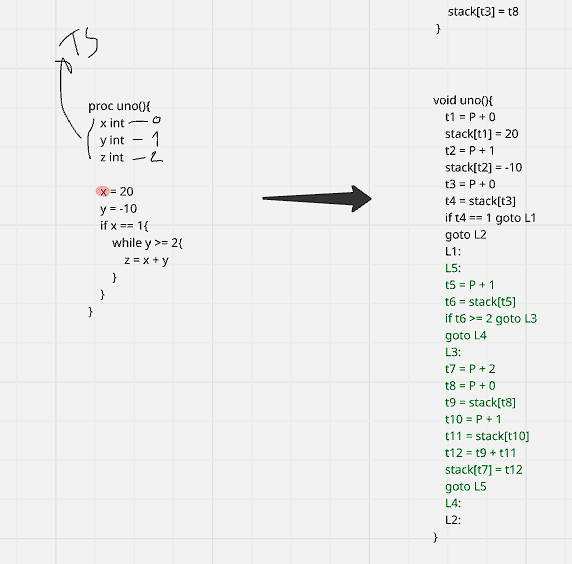 TS
proc uno(){
x int — 0
y int — 1
z int — 2
x = 20
y = -10
if x == 1{
while y >= 2{
z = x + y
}
}
}
stack[t3] = t8
}
void uno(){
t1 = P + 0
stack[t1] = 20
t2 = P + 1
stack[t2] = -10
t3 = P + 0
t4 = stack[t3]
if t4 == 1 goto L1
goto L2
L1:
L5:
t5 = P + 1
t6 = stack[t5]
if t6 >= 2 goto L3
goto L4
L3:
t7 = P + 2
t8 = P + 0
t9 = stack[t8]
t10 = P + 1
t11 = stack[t10]
t12 = t9 + t11
stack[t7] = t12
goto L5
L4:
L2:
}